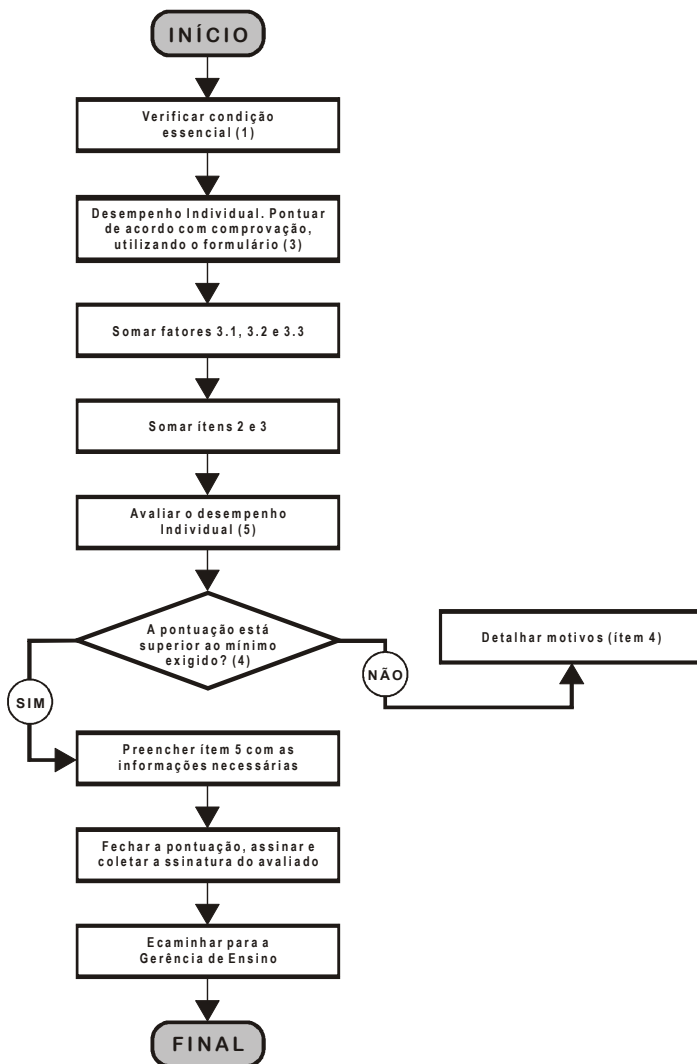 INÍCIO
Verificar condição
essencial (1)
Desempenho Individual. Pontuar
de acordo com comprovação,
utilizando o formulário (3)
Somar fatores 3.1, 3.2 e 3.3
Somar ítens 2 e 3
Avaliar o desempenho
Individual (5)
A pontuação está
superior ao mínimo
exigido? (4)
Detalhar motivos (ítem 4)
NÃO
SIM
Preencher ítem 5 com as
informações necessárias
Fechar a pontuação, assinar e
coletar a ssinatura do avaliado
Ecaminhar para a
Gerência de Ensino
FINAL